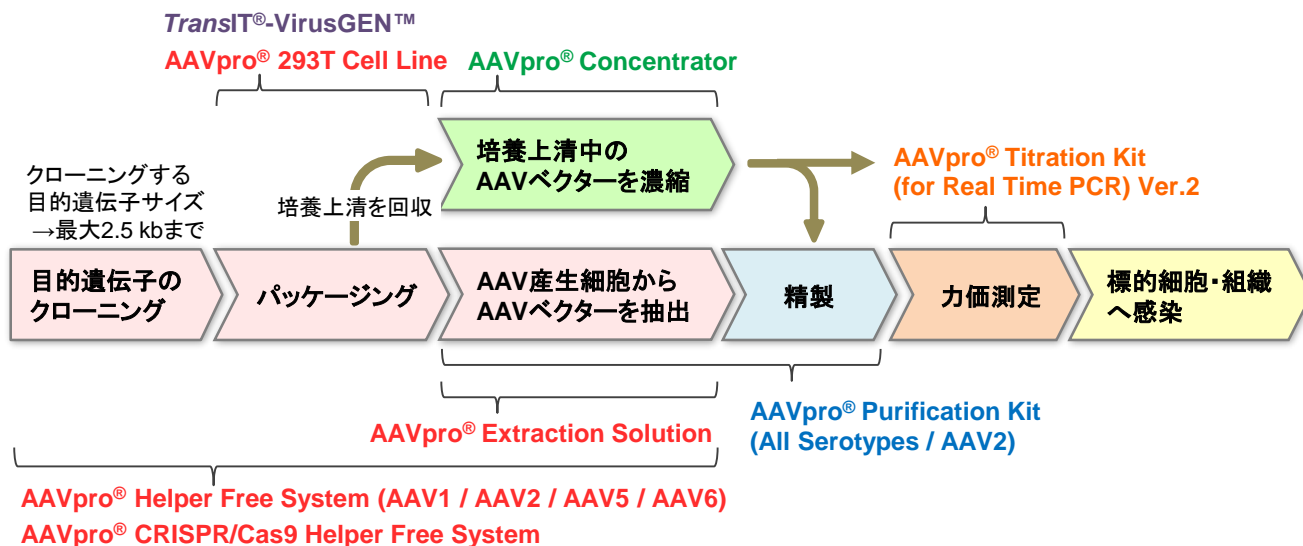 TransIT®-VirusGEN™
AAVpro® 293T Cell Line
AAVpro® Concentrator
培養上清中の
AAVベクターを濃縮
AAVpro® Titration Kit
(for Real Time PCR) Ver.2
クローニングする
目的遺伝子サイズ
→最大2.5 kbまで
培養上清を回収
目的遺伝子の
クローニング
パッケージング
AAV産生細胞から
AAVベクターを抽出
精製
力価測定
標的細胞・組織
へ感染
AAVpro® Extraction Solution
AAVpro® Purification Kit
(All Serotypes / AAV2)
AAVpro® Helper Free System (AAV1 / AAV2 / AAV5 / AAV6)
AAVpro® CRISPR/Cas9 Helper Free System